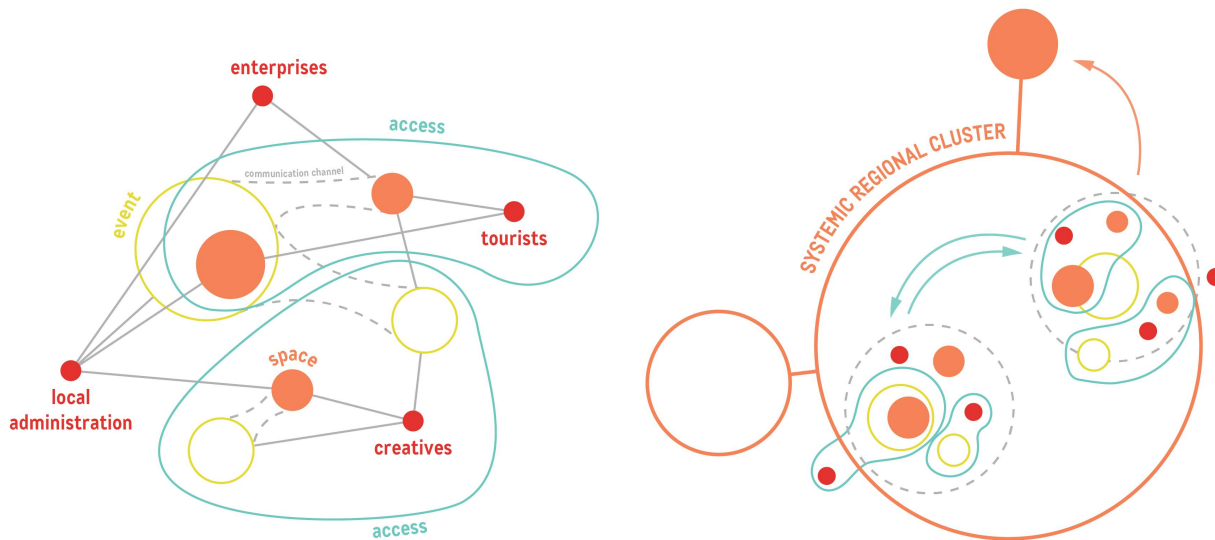 enterprises
access
communication channel
event
tourists
space
local
administration
creatives
access
SYSTEMIC REGIONAL CLUSTER